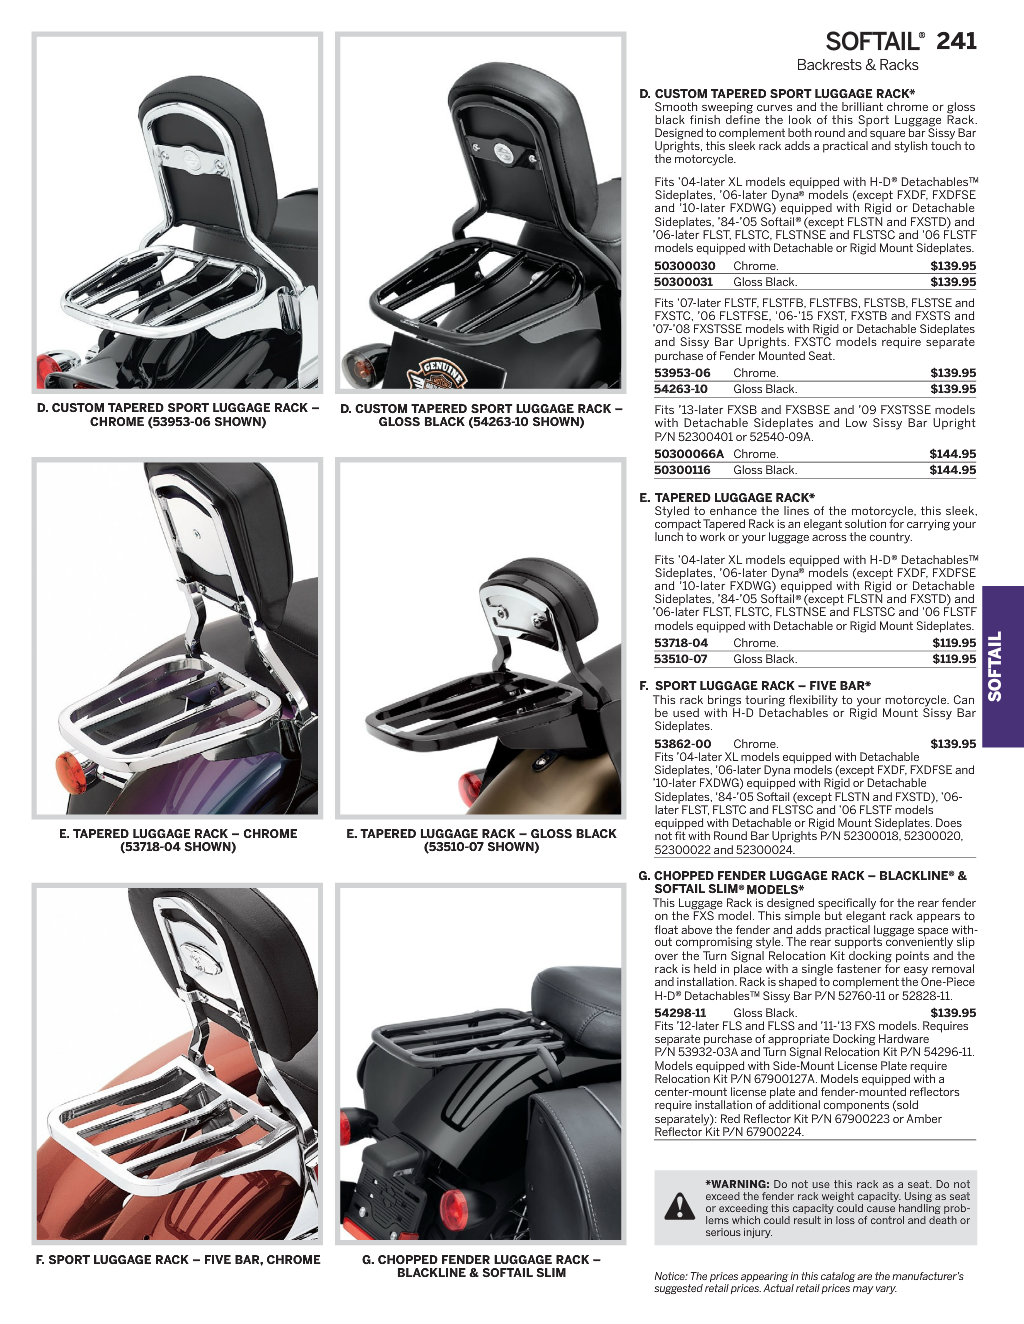 SOFTAIL® 241
Backrests & Racks
D. CUSTOM TAPERED SPORT LUGGAGE RACK –
CHROME (53953-06 SHOWN)
D. CUSTOM TAPERED SPORT LUGGAGE RACK –
GLOSS BLACK (54263-10 SHOWN)
GENUINE
E. TAPERED LUGGAGE RACK – CHROME
(53718-04 SHOWN)
E. TAPERED LUGGAGE RACK – GLOSS BLACK
(53510-07 SHOWN)
F. SPORT LUGGAGE RACK – FIVE BAR, CHROME
G. CHOPPED FENDER LUGGAGE RACK –
BLACKLINE & SOFTAIL SLIM
D. CUSTOM TAPERED SPORT LUGGAGE RACK*
Smooth sweeping curves and the brilliant chrome or gloss
black finish define the look of this Sport Luggage Rack.
Designed to complement both round and square bar Sissy Bar
Uprights, this sleek rack adds a practical and stylish touch to
the motorcycle.
Fits '04-later XL models equipped with H-D® Detachables™
Sideplates, '06-later Dyna® models (except FXDF, FXDFSE
and '10-later FXDWG) equipped with Rigid or Detachable
Sideplates, '84-'05 Softail® (except FLSTN and FXSTD) and
'06-later FLST, FLSTC, FLSTNSE and FLSTSC and '06 FLSTF
models equipped with Detachable or Rigid Mount Sideplates.
50300030 Chrome. $139.95
50300031 Gloss Black. $139.95
Fits '07-later FLSTF, FLSTFB, FLSTFBS, FLSTSB, FLSTSE and
FXSTC, '06 FLSTFSE, '06-'15 FXST, FXSTB and FXSTS and
'07-'08 FXSTSSE models with Rigid or Detachable Sideplates
and Sissy Bar Uprights. FXSTC models require separate
purchase of Fender Mounted Seat.
53953-06 Chrome. $139.95
54263-10 Gloss Black. $139.95
Fits '13-later FXSB and FXSBSE and '09 FXSTSSE models
with Detachable Sideplates and Low Sissy Bar Upright
P/N 52300401 or 52540-09A.
50300066A Chrome. $144.95
50300116 Gloss Black. $144.95
E. TAPERED LUGGAGE RACK*
Styled to enhance the lines of the motorcycle, this sleek,
compact Tapered Rack is an elegant solution for carrying your
lunch to work or your luggage across the country.
Fits '04-later XL models equipped with H-D® Detachables™
Sideplates, '06-later Dyna® models (except FXDF, FXDFSE
and '10-later FXDWG) equipped with Rigid or Detachable
Sideplates, '84-'05 Softail® (except FLSTN and FXSTD) and
'06-later FLST, FLSTC, FLSTNSE and FLSTSC and '06 FLSTF
models equipped with Detachable or Rigid Mount Sideplates.
53718-04 Chrome. $119.95
53510-07 Gloss Black. $119.95
F. SPORT LUGGAGE RACK – FIVE BAR*
This rack brings touring flexibility to your motorcycle. Can
be used with H-D Detachables or Rigid Mount Sissy Bar
Sideplates.
53862-00 Chrome. $139.95
Fits '04-later XL models equipped with Detachable
Sideplates, '06-later Dyna models (except FXDF, FXDFSE and
'10-later FXDWG) equipped with Rigid or Detachable
Sideplates, '84-'05 Softail (except FLSTN and FXSTD), '06-
later FLST, FLSTC and FLSTSC and '06 FLSTF models
equipped with Detachable or Rigid Mount Sideplates. Does
not fit with Round Bar Uprights P/N 52300018, 52300020,
52300022 and 52300024.
G. CHOPPED FENDER LUGGAGE RACK – BLACKLINE® &
SOFTAIL SLIM® MODELS*
This Luggage Rack is designed specifically for the rear fender
on the FXS model. This simple but elegant rack appears to
float above the fender and adds practical luggage space with-
out compromising style. The rear supports conveniently slip
over the Turn Signal Relocation Kit docking points and the
rack is held in place with a single fastener for easy removal
and installation. Rack is shaped to complement the One-Piece
H-D® Detachables™ Sissy Bar P/N 52760-11 or 52828-11.
54298-11 Gloss Black. $139.95
Fits '12-later FLS and FLSS and '11-'13 FXS models. Requires
separate purchase of appropriate Docking Hardware
P/N 53932-03A and Turn Signal Relocation Kit P/N 54296-11.
Models equipped with Side-Mount License Plate require
Relocation Kit P/N 67900127A. Models equipped with a
center-mount license plate and fender-mounted reflectors
require installation of additional components (sold
separately): Red Reflector Kit P/N 67900223 or Amber
Reflector Kit P/N 67900224.
*WARNING: Do not use this rack as a seat. Do not
exceed the fender rack weight capacity. Using as seat
or exceeding this capacity could cause handling prob-
lems which could result in loss of control and death or
serious injury.
Notice: The prices appearing in this catalog are the manufacturer's
suggested retail prices. Actual retail prices may vary.
SOFTAIL